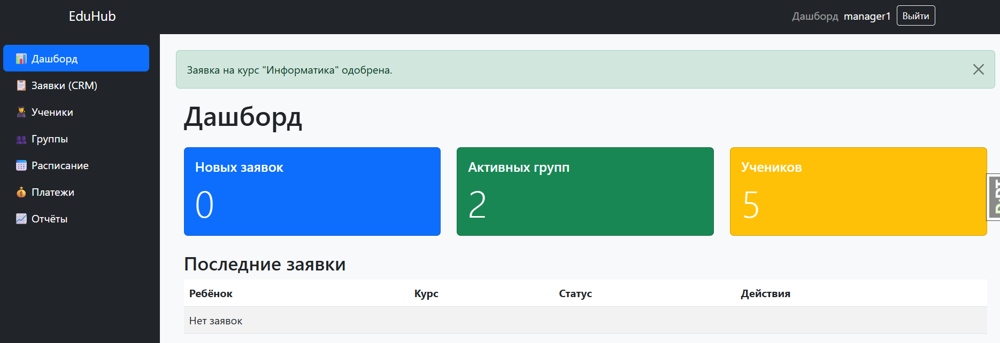 EduHub
Дашборд manager1 Выйти
Дашборд
Заявки (CRM)
Ученики
Группы
Расписание
Платежи
Отчёты
Заявка на курс "Информатика" одобрена.
Дашборд
Новых заявок
0
Активных групп
2
Учеников
5
Последние заявки
Ребёнок Курс Статус Действия
Нет заявок